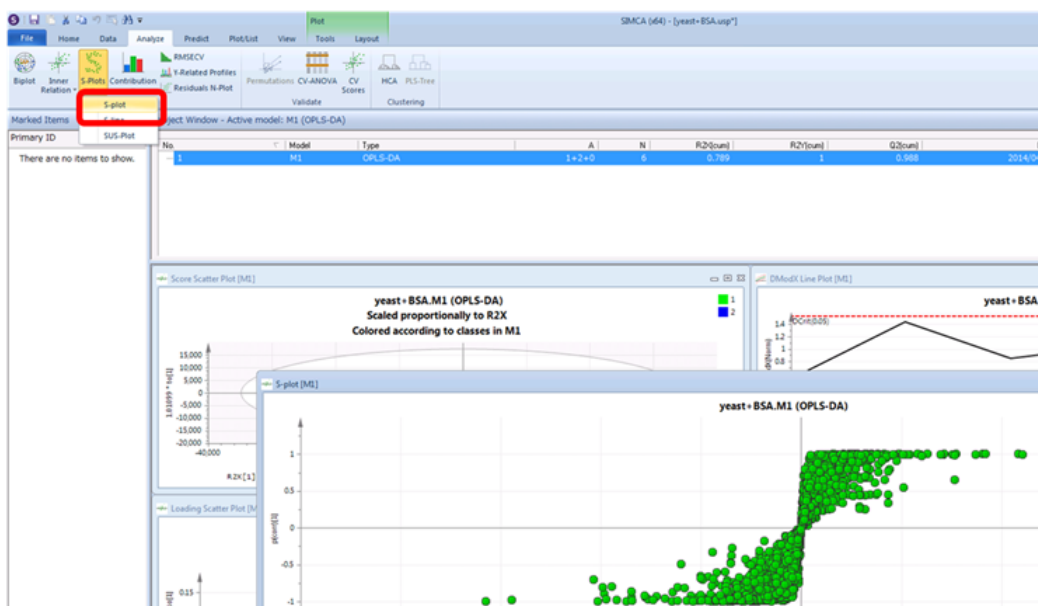 Plot
SIMCA (x64) - [yeast+BSA.usp*]
File Home Data Analyze Predict Plot/List View Tools Layout
Biplot
Inner Relation
S-Plots
Contribution
RMSECV
Y-Related Profiles
Residuals N-Plot
Permutations
CV-ANOVA
CV Scores
HCA
PLS-Tree
Validate
Clustering
S-plot
SUS-Plot
Marked Items
Window - Active model: M1 (OPLS-DA)
Primary ID
There are no items to show.
No. Model Type A N R2X(cum) R2Y(cum) Q2(cum)
1 M1 OPLS-DA 1+2+0 6 0.789 1 0.988
Score Scatter Plot [M1]
yeast+BSA.M1 (OPLS-DA)
Scaled proportionally to R2X
Colored according to classes in M1
1
2
15,000
10,000
5,000
0
-5,000
-10,000
-15,000
-20,000
-40,000
R2X[1]
DModX Line Plot [M1]
yeast+BSA
1.4
1.2
1
0.8
S-plot [M1]
yeast+BSA.M1 (OPLS-DA)
1
0.5
0
-0.5
-1
p(corr)[1]
Loading Scatter Plot [M
0.15